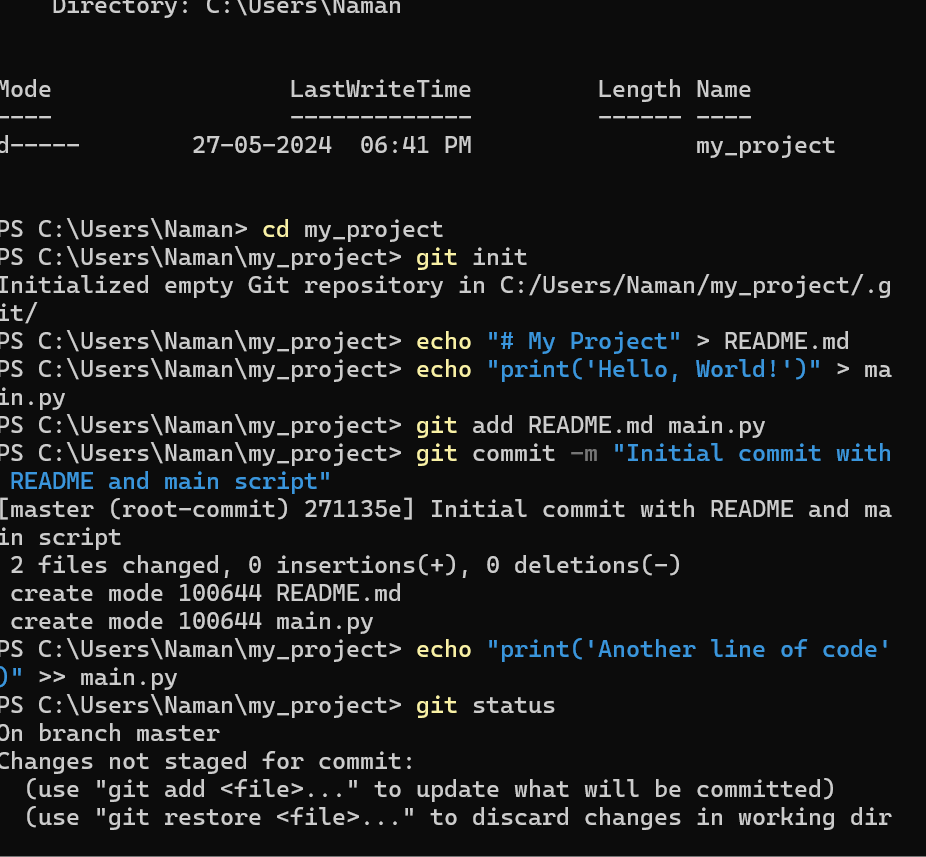 Directory: C:\Users\Naman
Mode LastWriteTime Length Name
---- ------------- ------ ----
d----- 27-05-2024 06:41 PM my_project
PS C:\Users\Naman> cd my_project
PS C:\Users\Naman\my_project> git init
Initialized empty Git repository in C:/Users/Naman/my_project/.g
it/
PS C:\Users\Naman\my_project> echo "# My Project" > README.md
PS C:\Users\Naman\my_project> echo "print('Hello, World!')" > ma
in.py
PS C:\Users\Naman\my_project> git add README.md main.py
PS C:\Users\Naman\my_project> git commit -m "Initial commit with
README and main script"
[master (root-commit) 271135e] Initial commit with README and ma
in script
2 files changed, 0 insertions(+), 0 deletions(-)
create mode 100644 README.md
create mode 100644 main.py
PS C:\Users\Naman\my_project> echo "print('Another line of code'
)" >> main.py
PS C:\Users\Naman\my_project> git status
On branch master
Changes not staged for commit:
(use "git add <file>..." to update what will be committed)
(use "git restore <file>..." to discard changes in working dir